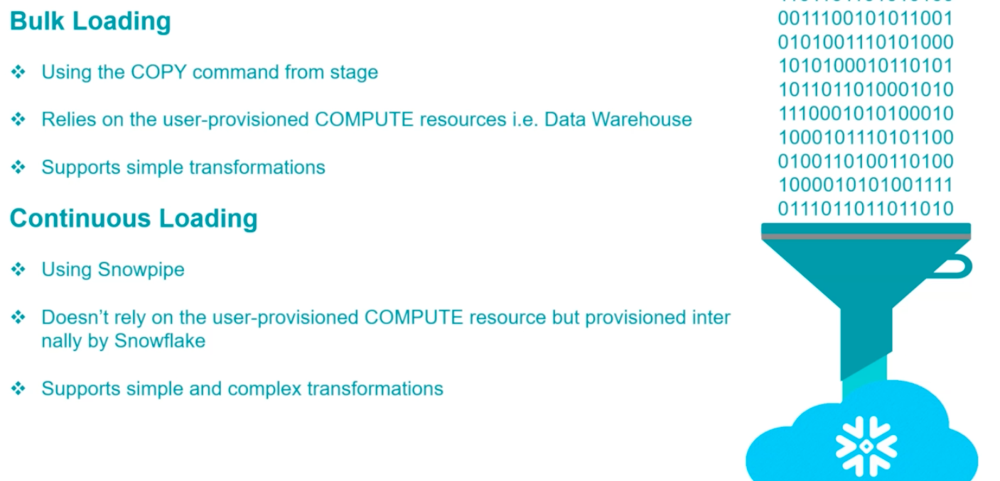 Bulk Loading
Using the COPY command from stage
Relies on the user-provisioned COMPUTE resources i.e. Data Warehouse
Supports simple transformations
Continuous Loading
Using Snowpipe
Doesn’t rely on the user-provisioned COMPUTE resource but provisioned inter
nally by Snowflake
Supports simple and complex transformations
0011100101011001
0101001110101000
1010100010110101
1011011010001010
1110001010100010
1000101110101100
0100110100110100
1000010101001111
0111011011011010